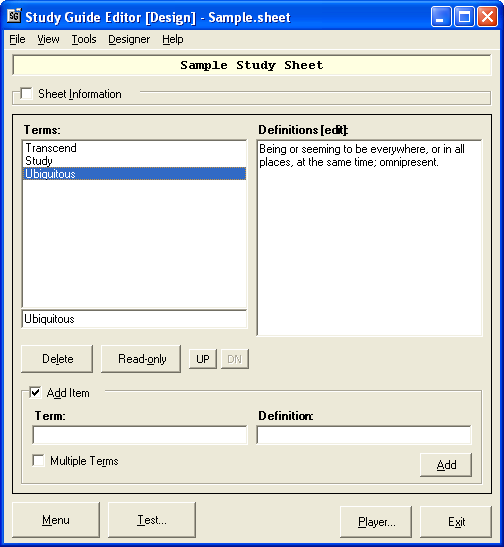 SG
Study Guide Editor [Design] - Sample.sheet
File View Tools Designer Help
Sample Study Sheet
Sheet Information
Terms:
Definitions [edit]:
Transcend
Study
Ubiquitous
Being or seeming to be everywhere, or in all
places, at the same time; omnipresent.
Ubiquitous
Delete Read-only UP DN
Add Item
Term: Definition:
Multiple Terms
Add
Menu Test... Player... Exit